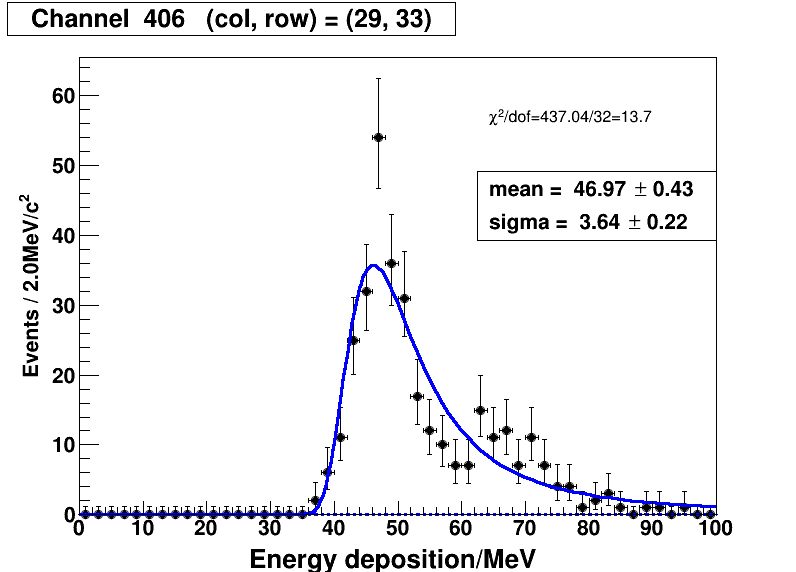 Channel 406 (col, row) = (29, 33)
χ²/dof=437.04/32=13.7
mean = 46.97 ± 0.43
sigma = 3.64 ± 0.22
Events / 2.0MeV/c²
60
50
40
30
20
10
0
0 10 20 30 40 50 60 70 80 90 100
Energy deposition/MeV